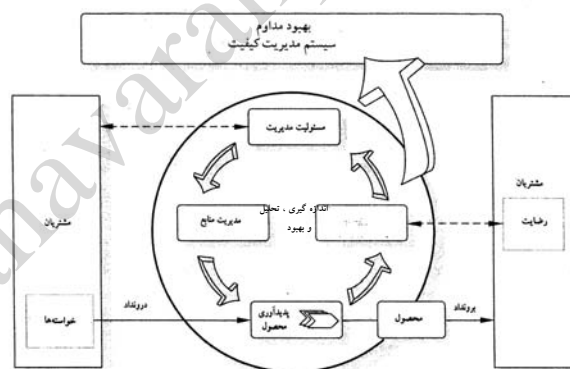 بهبود مداوم
سیستم مدیریت کیفیت
مسئولیت مدیریت
مشتریان
رضایت
اندازه گیری ، تحلیل
و بهبود
مدیریت منابع
مشتریان
خواسته‌ها
درونداد
پدیدآوری
محصول
محصول
برونداد
navaran